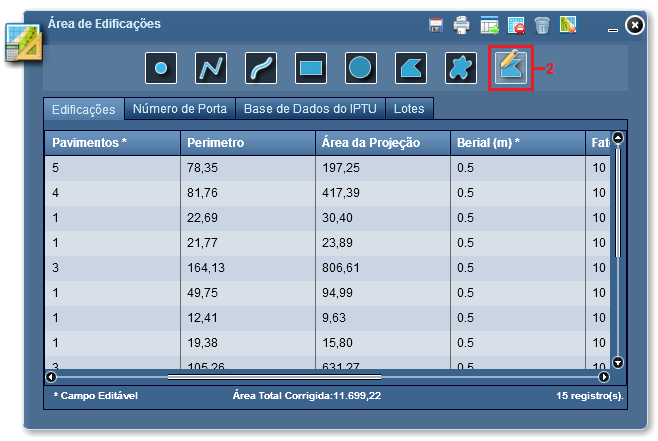 Área de Edificações
2
Edificações Número de Porta Base de Dados do IPTU Lotes
Pavimentos * Perimetro Área da Projeção Berial (m) * Fat
5 78,35 197,25 0.5 10
4 81,76 417,39 0.5 10
1 22,69 30,40 0.5 10
1 21,77 23,89 0.5 10
3 164,13 806,61 0.5 10
1 49,75 94,99 0.5 10
1 12,41 9,63 0.5 10
1 19,38 15,80 0.5 10
3 105,26 631,27 0.5 10
* Campo Editável Área Total Corrigida:11.699,22 15 registro(s).